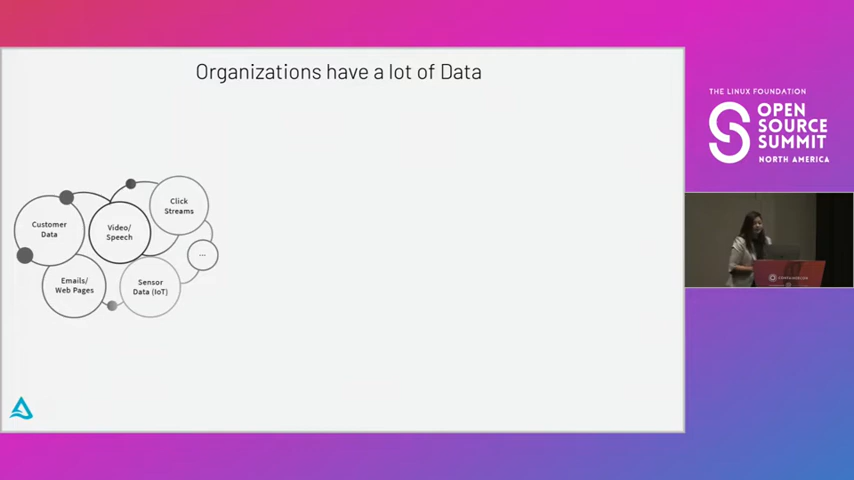 Organizations have a lot of Data
Customer
Data
Video/
Speech
Click
Streams
...
Emails/
Web Pages
Sensor
Data (IoT)
THE LINUX FOUNDATION
OPEN
SOURCE
SUMMIT
NORTH AMERICA